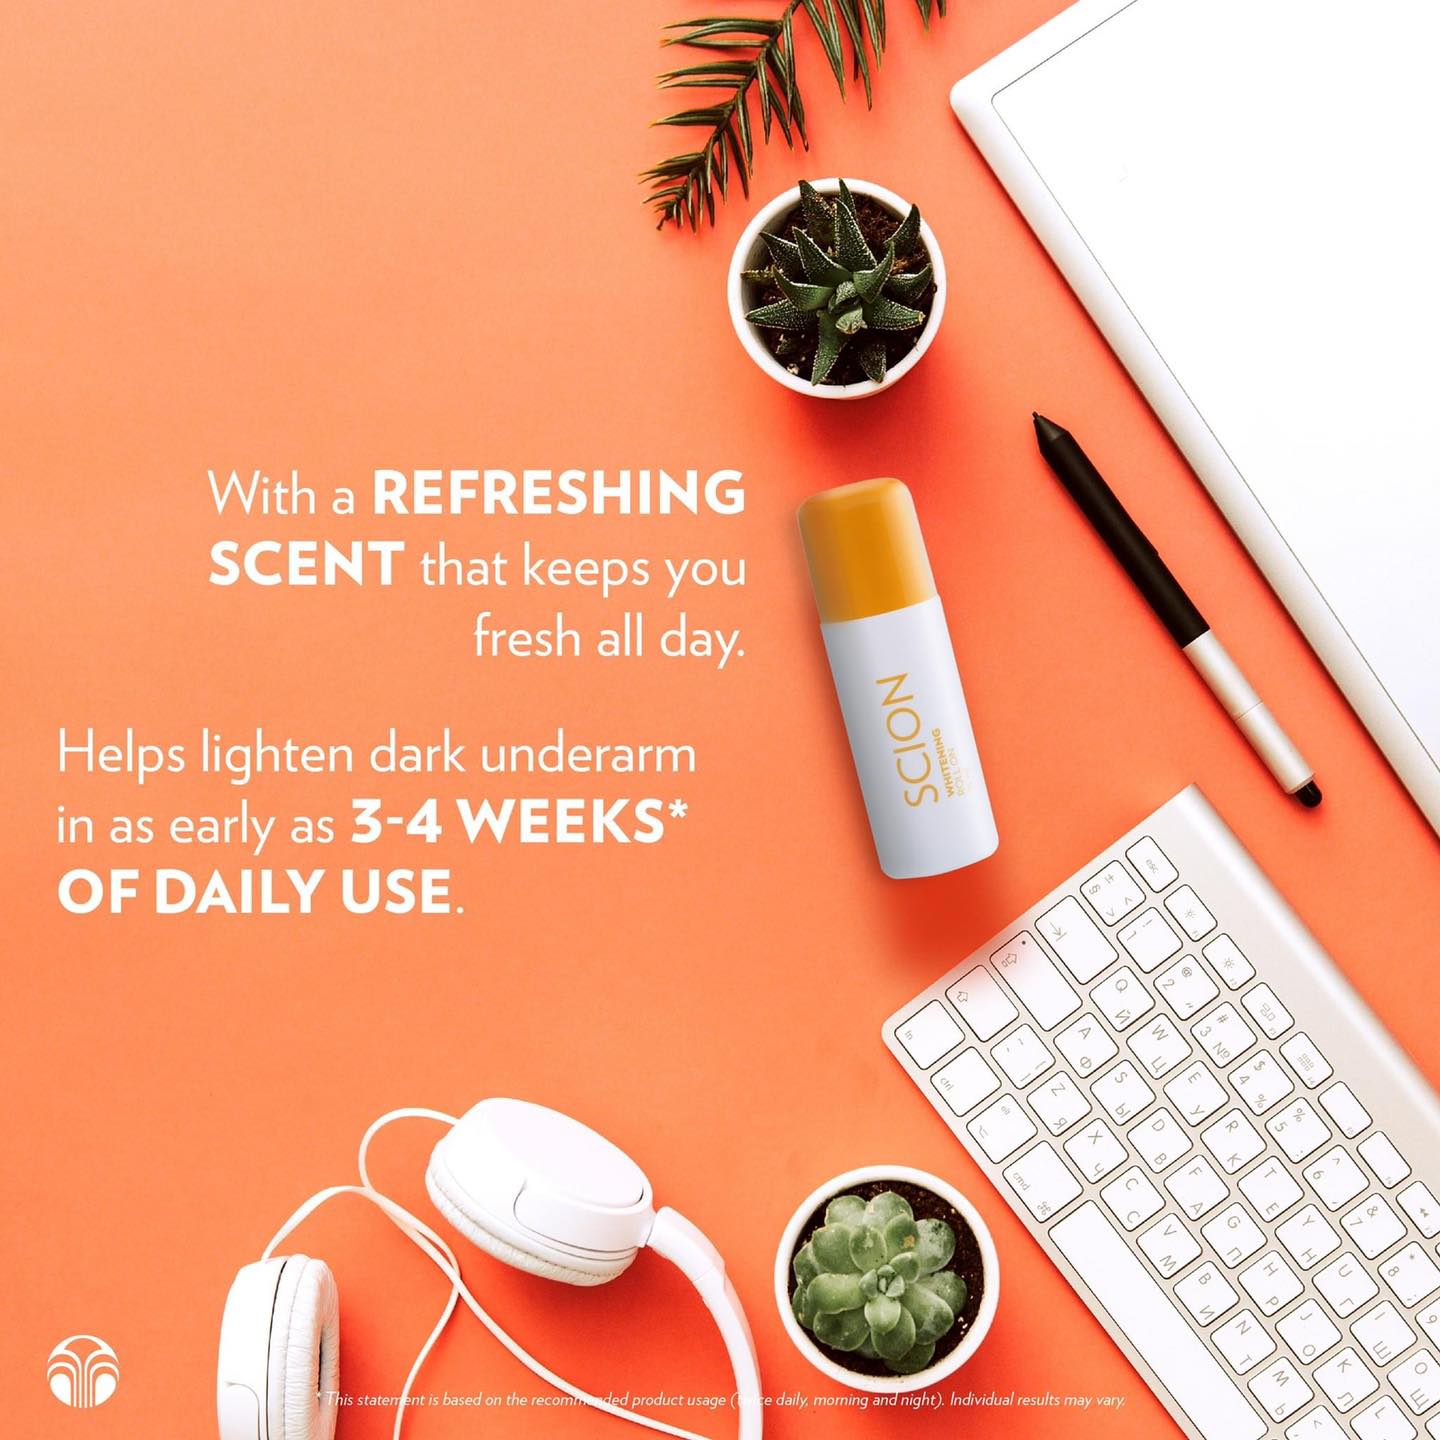 With a REFRESHING
SCENT that keeps you
fresh all day.
Helps lighten dark underarm
in as early as 3-4 WEEKS*
OF DAILY USE.
SCION
WHITENING
ROLL ON
* This statement is based on the recommended product usage (twice daily, morning and night). Individual results may vary.